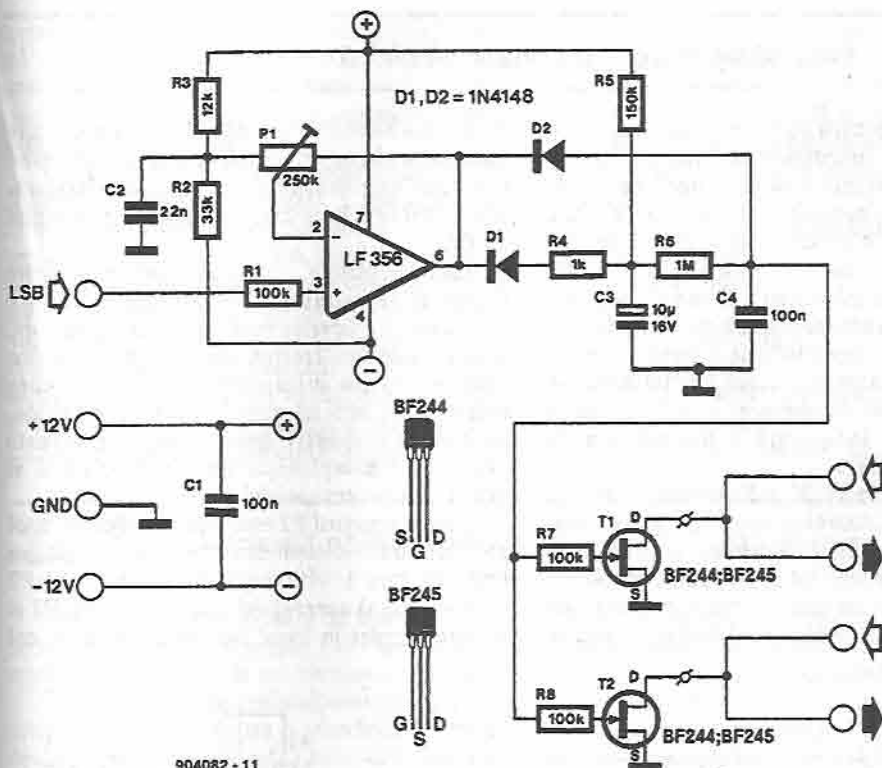 +
R3
12k
D1, D2 = 1N4148
R5
150k
P1
250k
D2
C2
22n
R2
33k
2
7
-
LF 356
6
D1
R4
1k
R6
1M
LSB
R1
100k
3
+
4
C3
10µ
16V
C4
100n
-
+12V
+
BF244
GND
C1
100n
S
G
D
T1
D
R7
100k
BF244;BF245
S
-12V
-
BF245
G
S
D
T2
D
R8
100k
BF244;BF245
S
904082 - 11